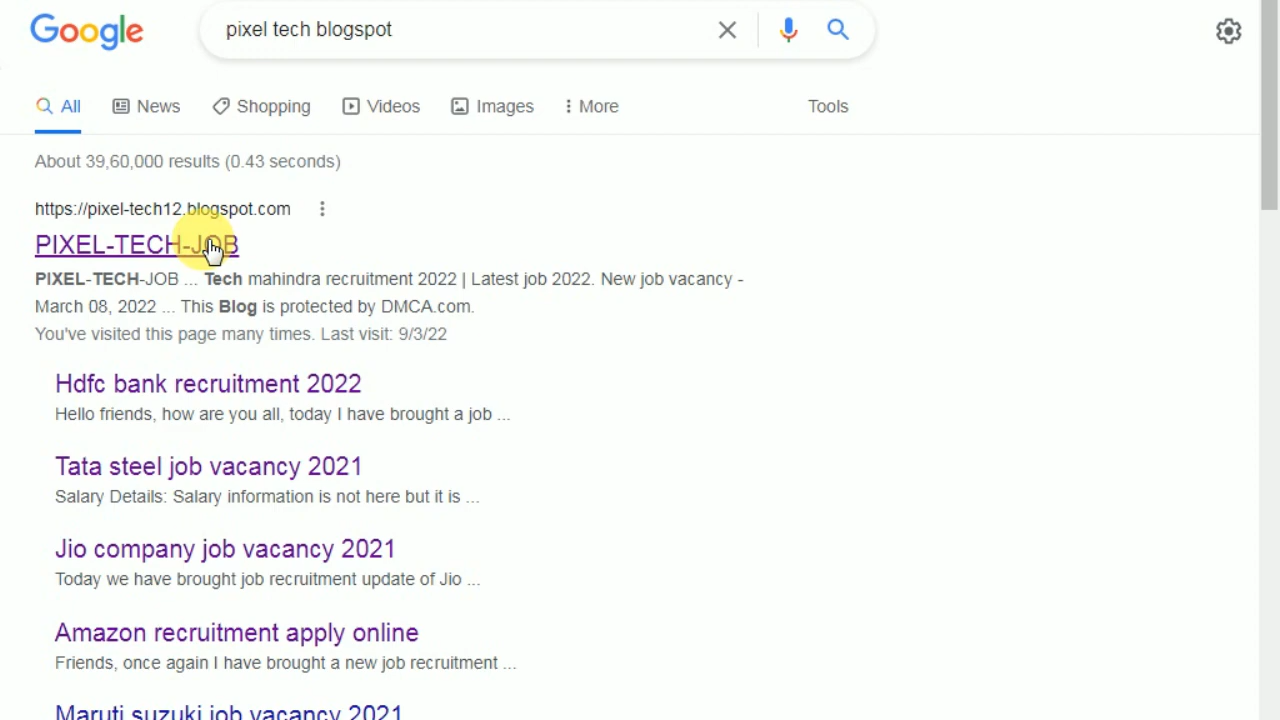 Google
pixel tech blogspot
All News Shopping Videos Images More Tools
About 39,60,000 results (0.43 seconds)
https://pixel-tech12.blogspot.com
PIXEL-TECH-JOB
PIXEL-TECH-JOB ... Tech mahindra recruitment 2022 | Latest job 2022. New job vacancy -
March 08, 2022 ... This Blog is protected by DMCA.com.
You've visited this page many times. Last visit: 9/3/22
Hdfc bank recruitment 2022
Hello friends, how are you all, today I have brought a job ...
Tata steel job vacancy 2021
Salary Details: Salary information is not here but it is ...
Jio company job vacancy 2021
Today we have brought job recruitment update of Jio ...
Amazon recruitment apply online
Friends, once again I have brought a new job recruitment ...
Maruti suzuki job vacancy 2021